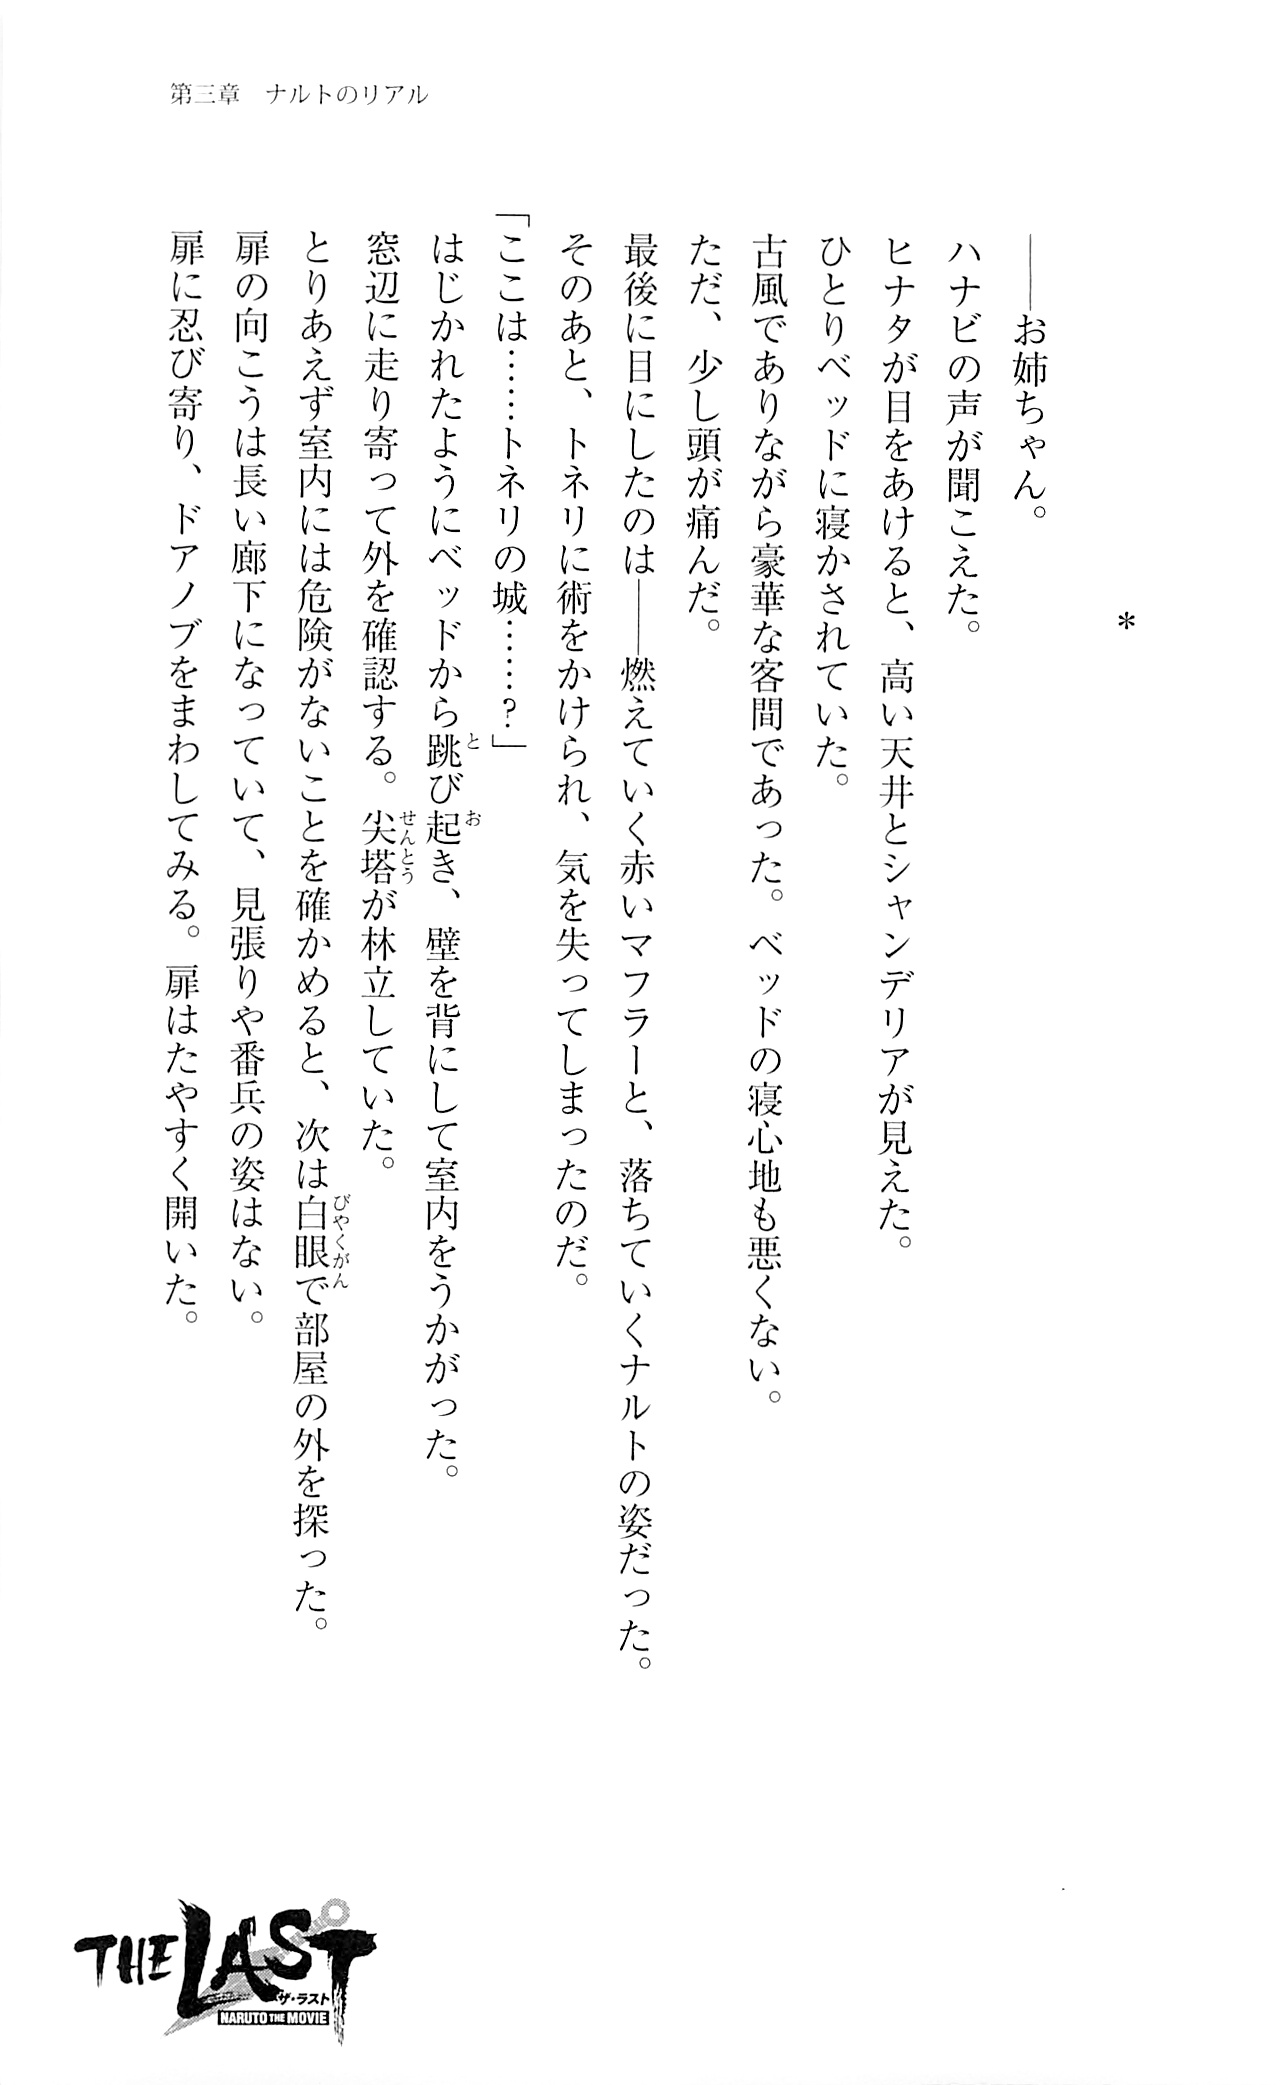 第三章　ナルトのリアル
＊
――お姉ちゃん。
ハナビの声が聞こえた。
ヒナタが目をあけると、高い天井とシャンデリアが見えた。
ひとりベッドに寝かされていた。
古風でありながら豪華な客間であった。ベッドの寝心地も悪くない。
ただ、少し頭が痛んだ。
最後に目にしたのは――燃えていく赤いマフラーと、落ちていくナルトの姿だった。
そのあと、トネリに術をかけられ、気を失ってしまったのだ。
「ここは……トネリの城……？」
はじかれたようにベッドから跳び起き、壁を背にして室内をうかがった。
窓辺に走り寄って外を確認する。尖塔が林立していた。
とりあえず室内には危険がないことを確かめると、次は白眼で部屋の外を探った。
扉の向こうは長い廊下になっていて、見張りや番兵の姿はない。
扉に忍び寄り、ドアノブをまわしてみる。扉はたやすく開いた。
THE LAST
ザ・ラスト
NARUTO THE MOVIE